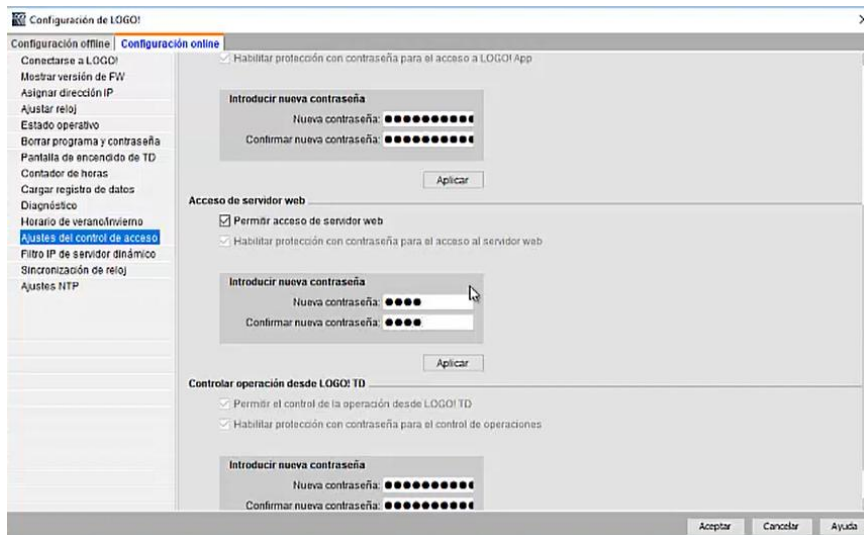 Configuración de LOGO!
Configuración offline
Configuración online
Conectarse a LOGO!
Mostrar versión de FW
Asignar dirección IP
Ajustar reloj
Estado operativo
Borrar programa y contraseña
Pantalla de encendido de TD
Contador de horas
Cargar registro de datos
Diagnóstico
Horario de verano/invierno
Ajustes del control de acceso
Filtro IP de servidor dinámico
Sincronización de reloj
Ajustes NTP
Habilitar protección con contraseña para el acceso a LOGO! App
Introducir nueva contraseña
Nueva contraseña:
Confirmar nueva contraseña:
Aplicar
Acceso de servidor web
Permitir acceso de servidor web
Habilitar protección con contraseña para el acceso al servidor web
Introducir nueva contraseña
Nueva contraseña:
Confirmar nueva contraseña:
Aplicar
Controlar operación desde LOGO! TD
Permitir el control de la operación desde LOGO! TD
Habilitar protección con contraseña para el control de operaciones
Introducir nueva contraseña
Nueva contraseña:
Confirmar nueva contraseña:
Aceptar
Cancelar
Ayuda